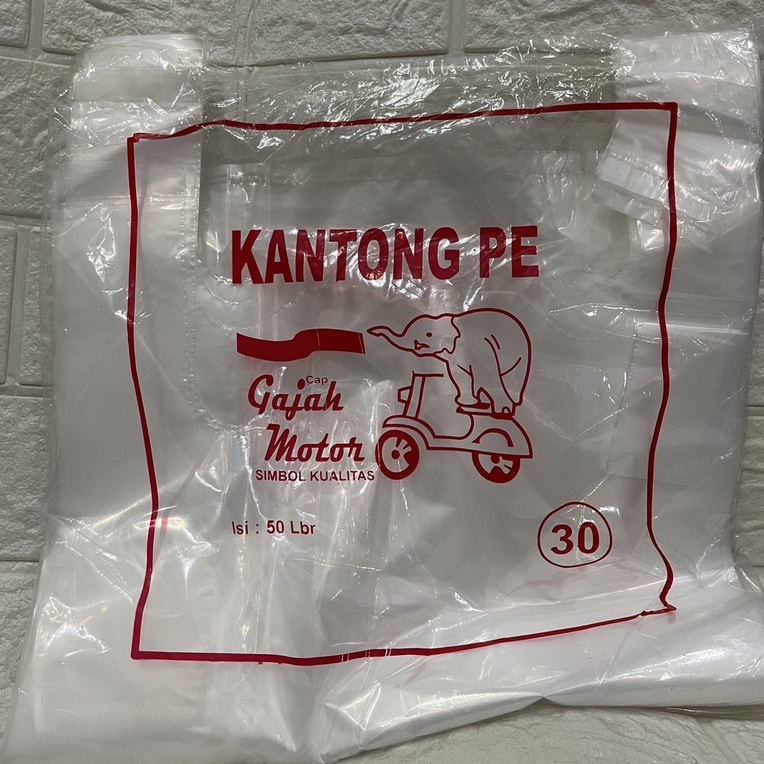 KANTONG PE
Cap
Gajah
Motor
SIMBOL KUALITAS
Isi : 50 Lbr
30